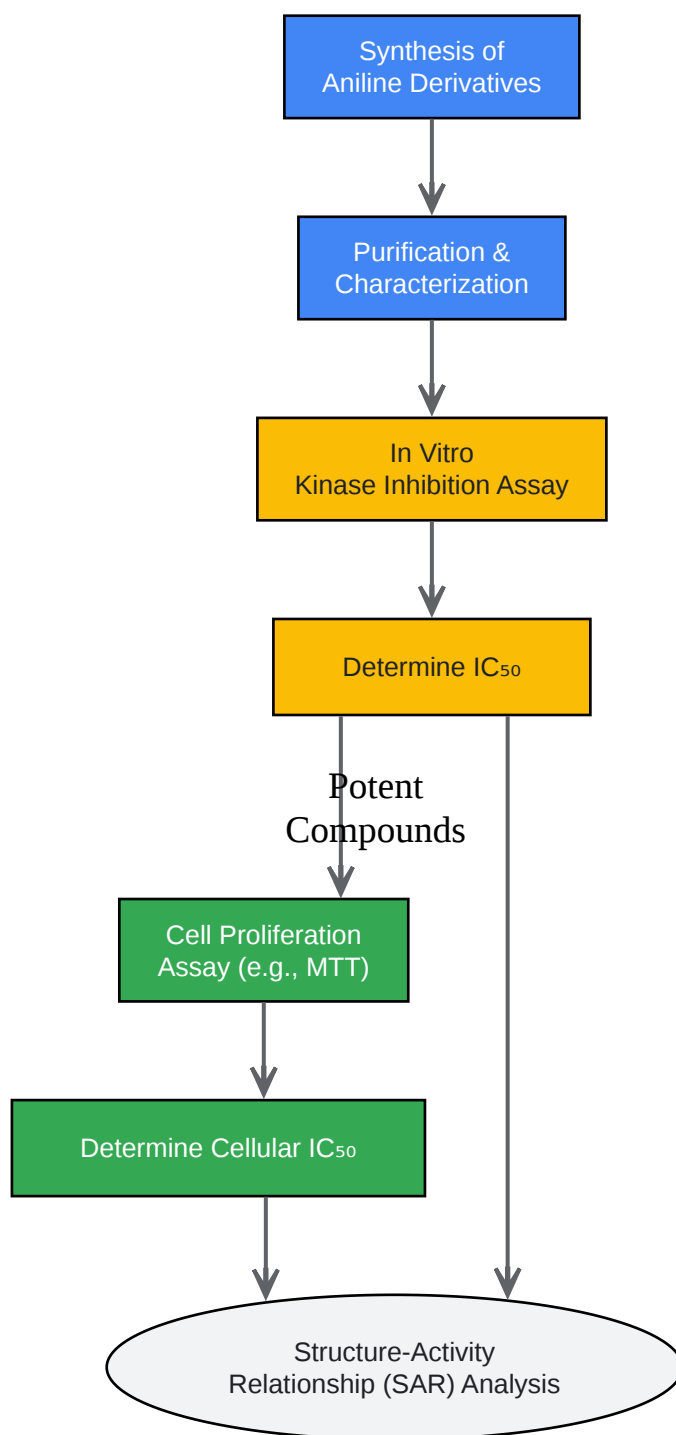 Synthesis of
Aniline Derivatives
Purification &
Characterization
In Vitro
Kinase Inhibition Assay
Determine IC₅₀
Potent
Compounds
Cell Proliferation
Assay (e.g., MTT)
Determine Cellular IC₅₀
Structure-Activity
Relationship (SAR) Analysis